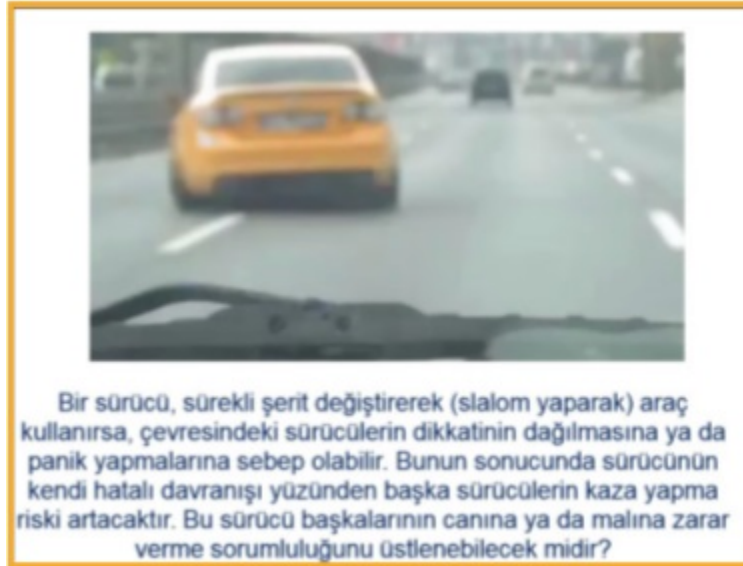 Bir sürücü, sürekli şerit değiştirerek (slalom yaparak) araç
kullanırsa, çevresindeki sürücülerin dikkatinin dağılmasına ya da
panik yapmalarına sebep olabilir. Bunun sonucunda sürücünün
kendi hatalı davranışı yüzünden başka sürücülerin kaza yapma
riski artacaktır. Bu sürücü başkalarının canına ya da malına zarar
verme sorumluluğunu üstlenebilecek midir?